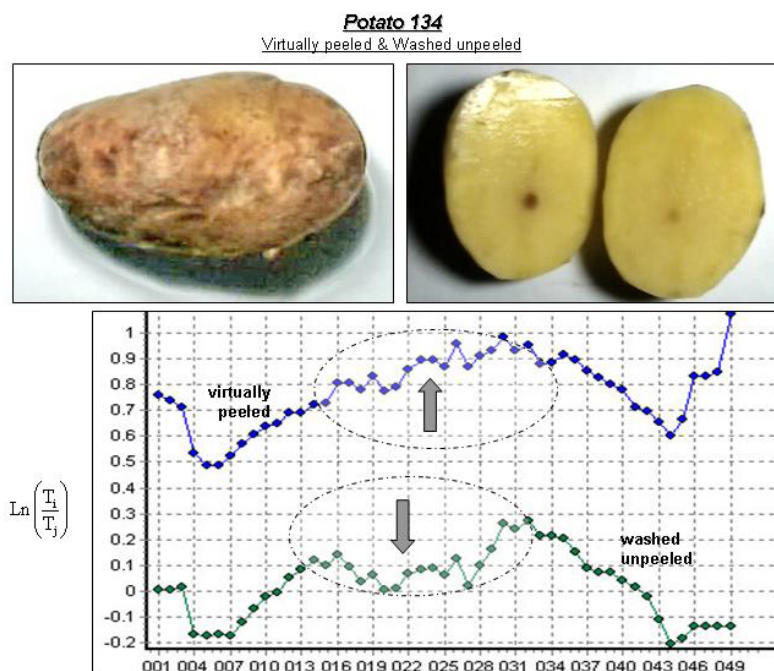 Potato 134
Virtually peeled & Washed unpeeled
1
0.9
0.8
virtually
peeled
0.7
0.6
0.5
Ln(Ti/Tj)
0.4
0.3
0.2
washed
unpeeled
0.1
0
-0.1
-0.2
001 004 007 010 013 016 019 022 025 028 031 034 037 040 043 046 049